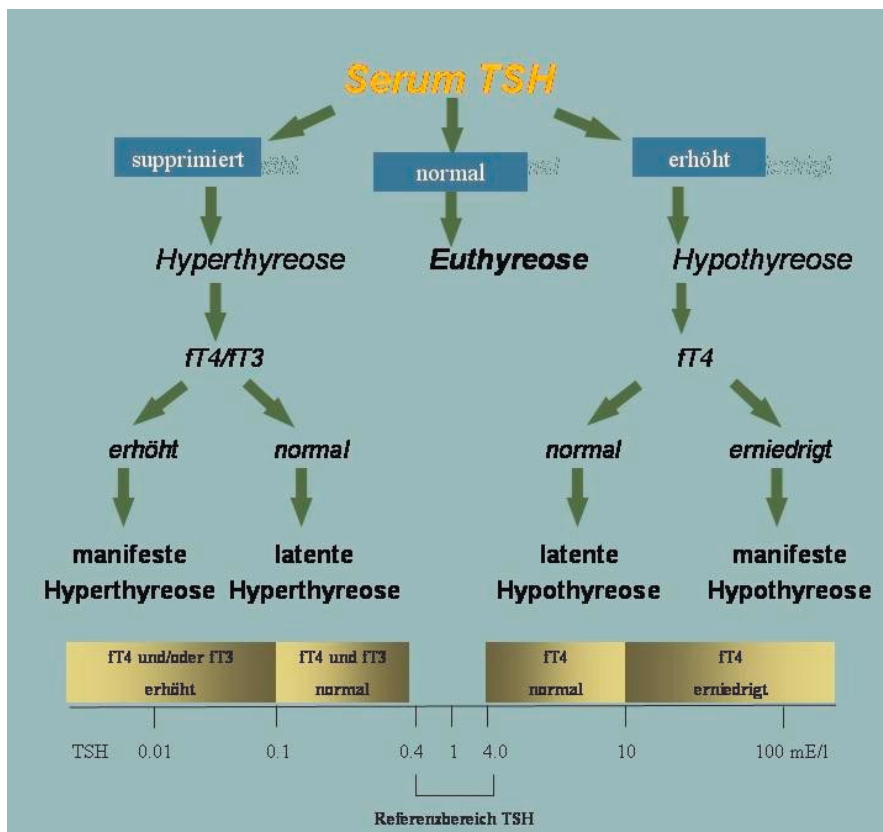 Serum TSH
supprimiert
normal
erhöht
Hyperthyreose
Euthyreose
Hypothyreose
fT4/fT3
fT4
erhöht
normal
normal
erniedrigt
manifeste
Hyperthyreose
latente
Hyperthyreose
latente
Hypothyreose
manifeste
Hypothyreose
fT4 und/oder fT3
erhöht
fT4 und fT3
normal
fT4
normal
fT4
erniedrigt
TSH 0.01 0.1 0.4 1 4.0 10 100 mE/l
Referenzbereich TSH